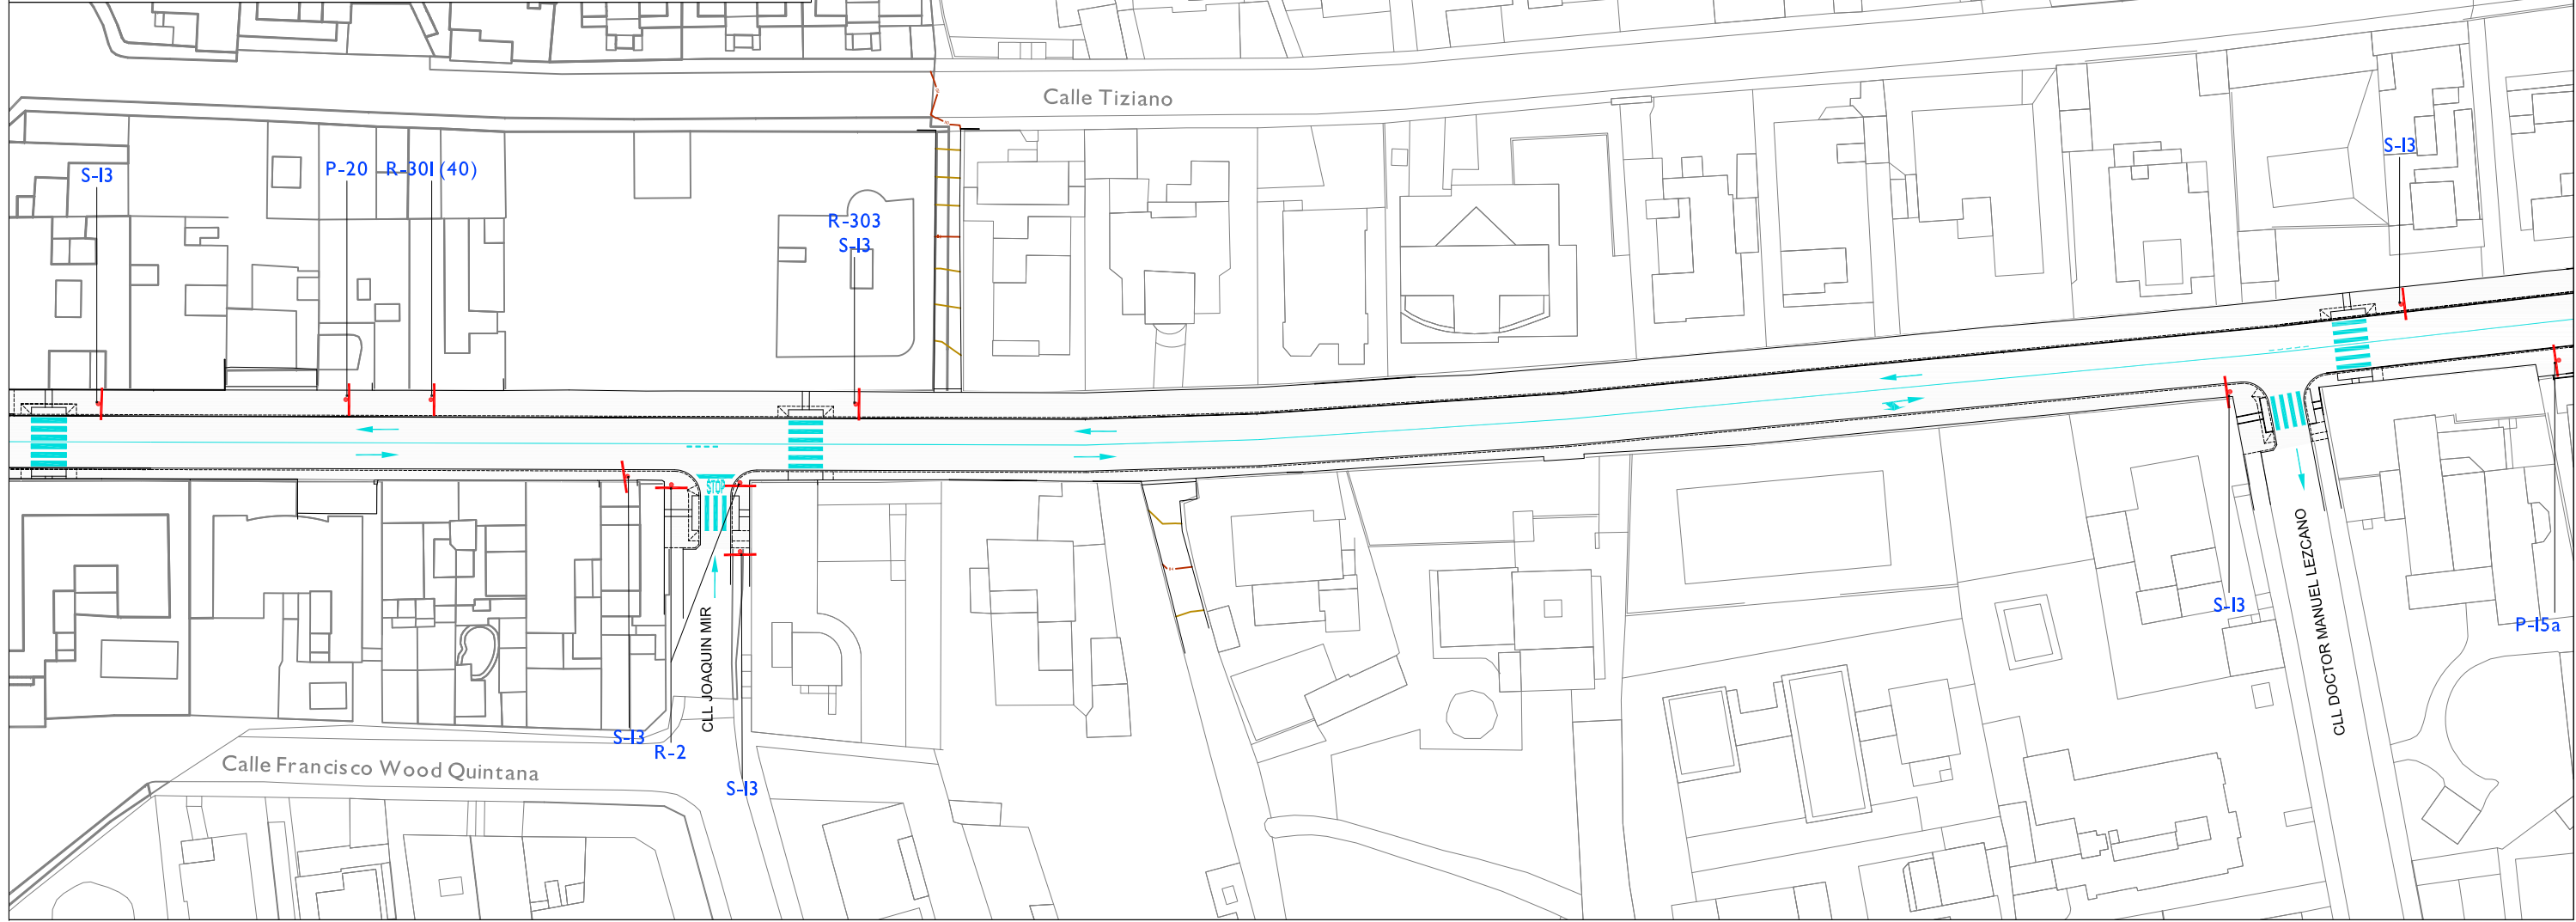 Calle Tiziano
S-13
S-13
P-20
R-301 (40)
R-303
S-13
STOP
CLL DOCTOR MANUEL LEZCANO
S-13
P-15a
CLL JOAQUIN MIR
S-13
R-2
Calle Francisco Wood Quintana
S-13